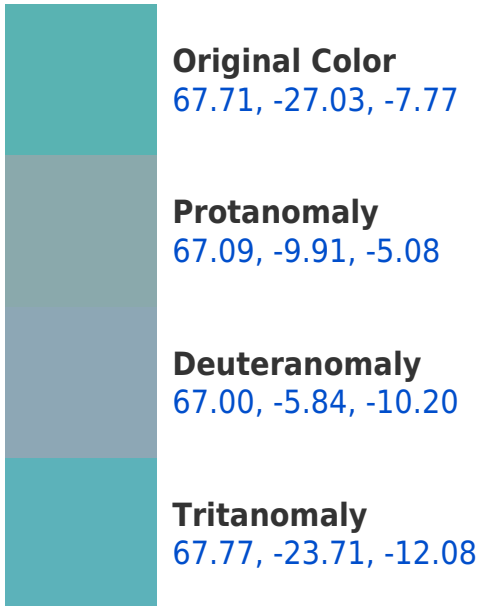 Original Color
67.71, -27.03, -7.77
Protanomaly
67.09, -9.91, -5.08
Deuteranomaly
67.00, -5.84, -10.20
Tritanomaly
67.77, -23.71, -12.08